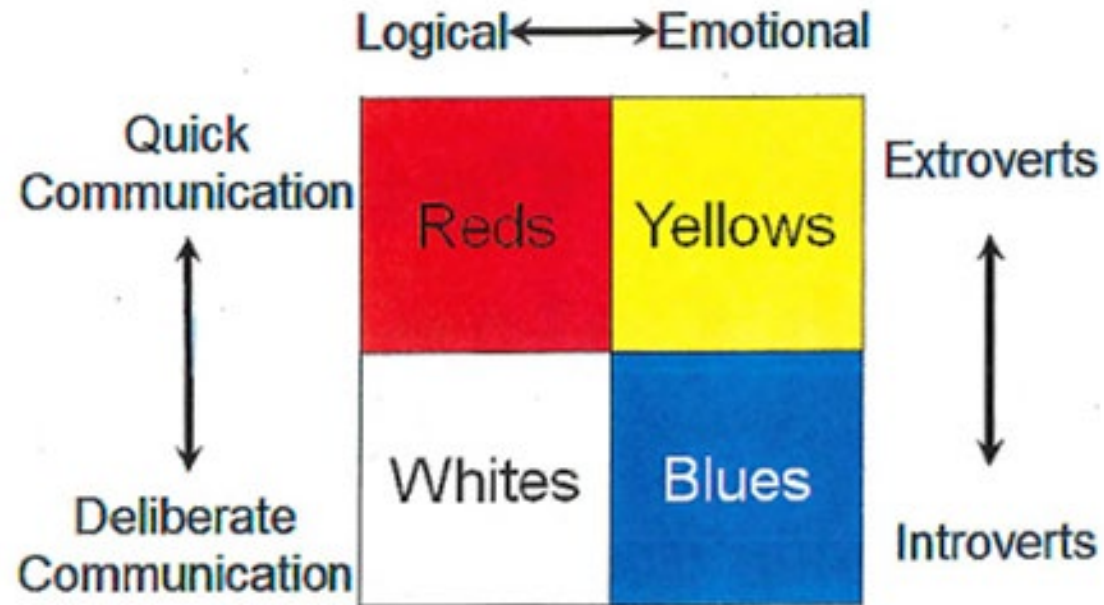 Logical Emotional
Quick
Communication
Extroverts
Reds Yellows
Whites Blues
Deliberate
Communication
Introverts